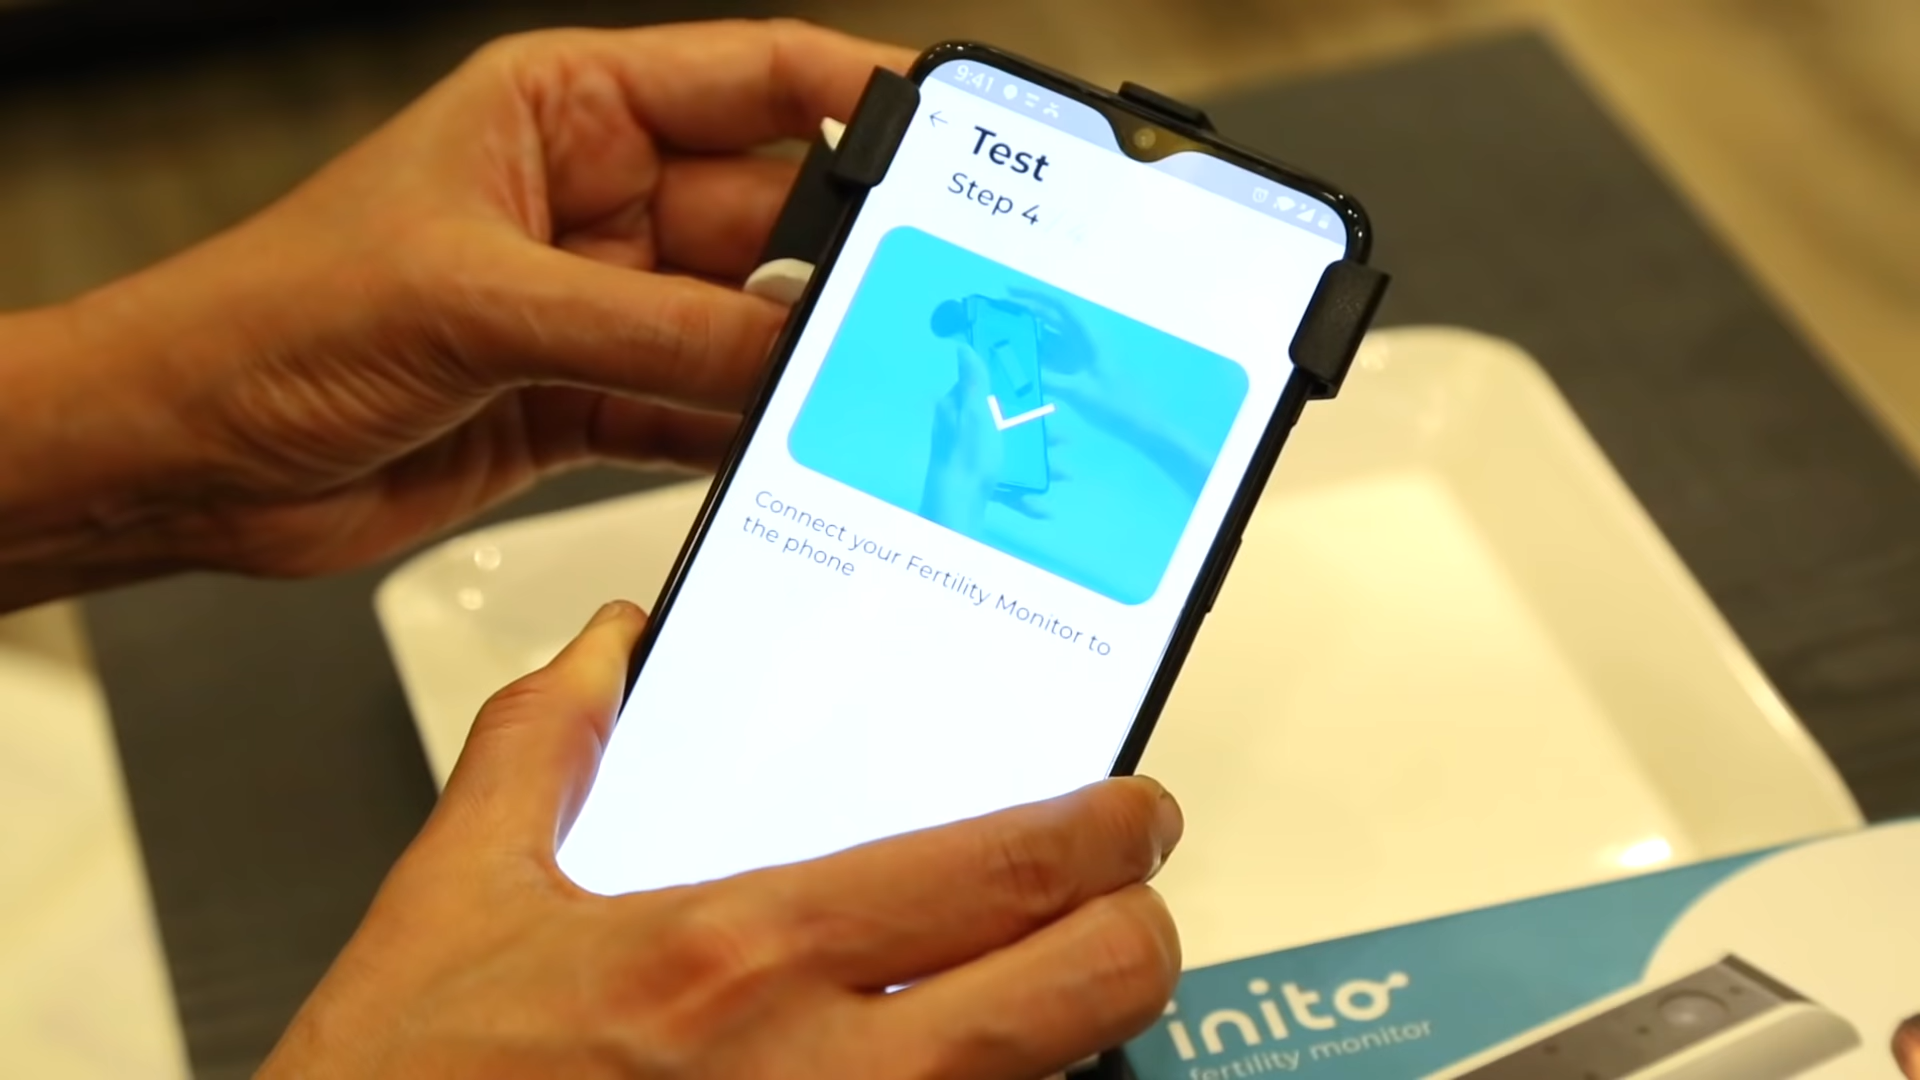 9:41
Test
Step 4
Connect your Fertility Monitor to
the phone
inito
fertility monitor